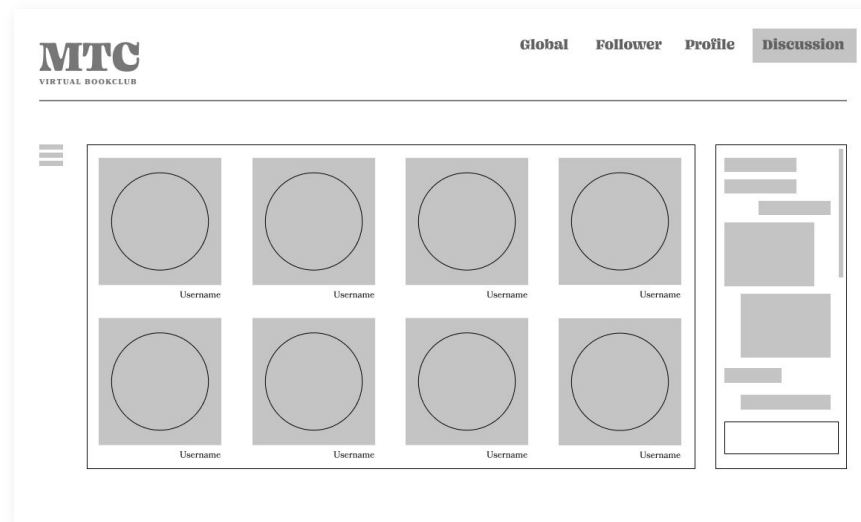 MTC
VIRTUAL BOOKCLUB
Global Follower Profile Discussion
Username Username Username Username
Username Username Username Username